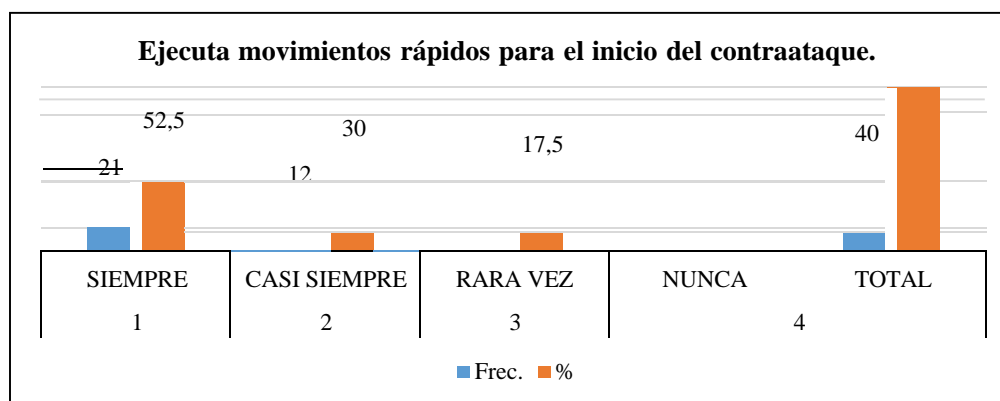 Ejecuta movimientos rápidos para el inicio del contraataque.
52,5 30 17,5 40
21 12
SIEMPRE CASI SIEMPRE RARA VEZ NUNCA TOTAL
1 2 3 4
Frec. %